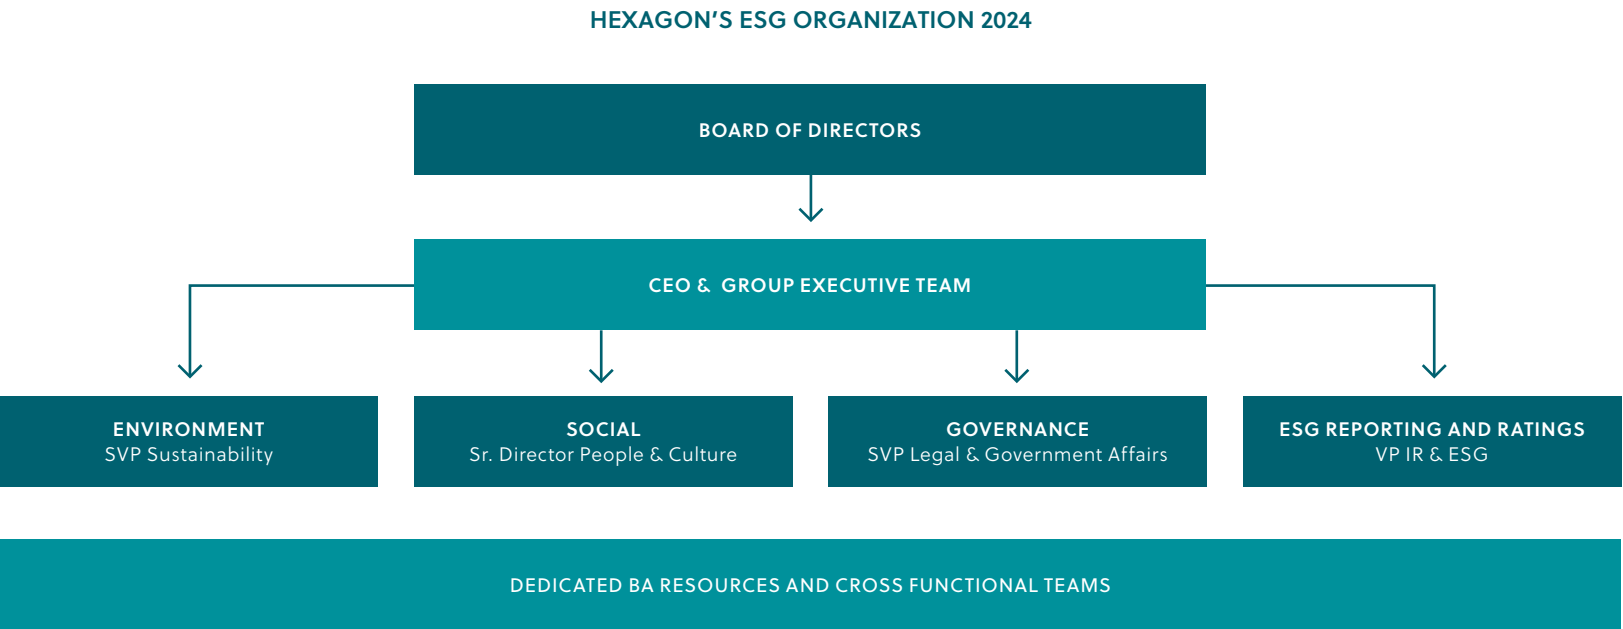 HEXAGON'S ESG ORGANIZATION 2024
BOARD OF DIRECTORS
CEO & GROUP EXECUTIVE TEAM
ENVIRONMENT
SVP Sustainability
SOCIAL
Sr. Director People & Culture
GOVERNANCE
SVP Legal & Government Affairs
ESG REPORTING AND RATINGS
VP IR & ESG
DEDICATED BA RESOURCES AND CROSS FUNCTIONAL TEAMS